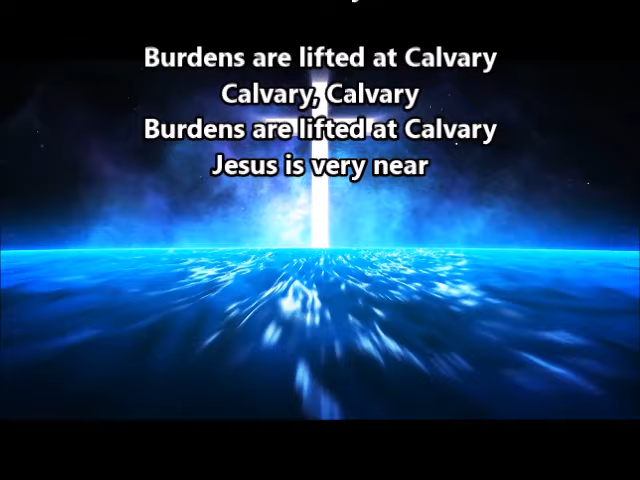 Burdens are lifted at Calvary
Calvary, Calvary
Burdens are lifted at Calvary
Jesus is very near